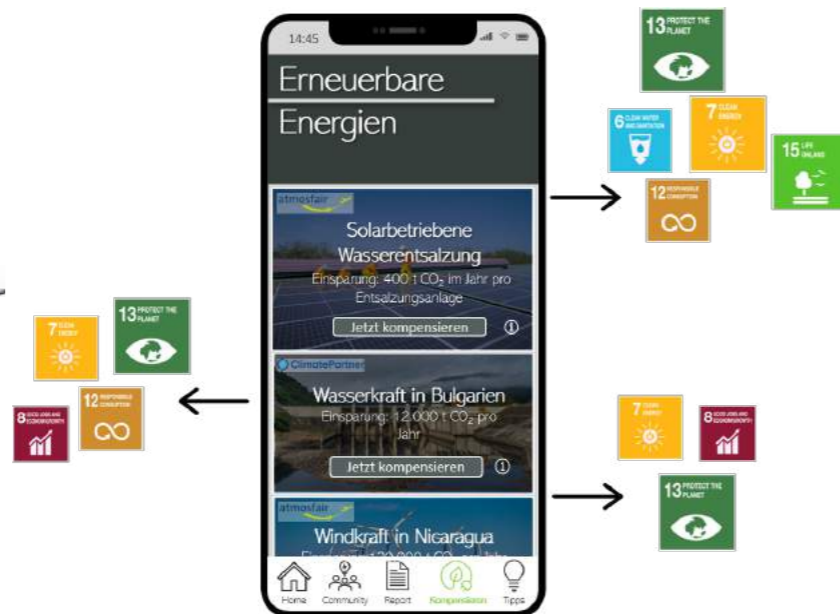 14:45
Erneuerbare
Energien
atmosfair
Solarbetriebene
Wasserentsalzung
Einsparung: 400 t CO₂ im Jahr pro
Entsalzungsanlage
Jetzt kompensieren
ClimatePartner
Wasserkraft in Bulgarien
Einsparung: 12.000 t CO₂ pro
Jahr
Jetzt kompensieren
atmosfair
Windkraft in Nicaragua
Home Community Report Kompensieren Tipps
13 PROTECT THE
PLANET
6 CLEAN WATER
AND SANITATION
7 CLEAN
ENERGY
15 LIFE
ON LAND
12 RESPONSIBLE
CONSUMPTION
13 PROTECT THE
PLANET
7 CLEAN
ENERGY
12 RESPONSIBLE
CONSUMPTION
8 GOOD JOBS AND
ECONOMIC GROWTH
7 CLEAN
ENERGY
8 GOOD JOBS AND
ECONOMIC GROWTH
13 PROTECT THE
PLANET